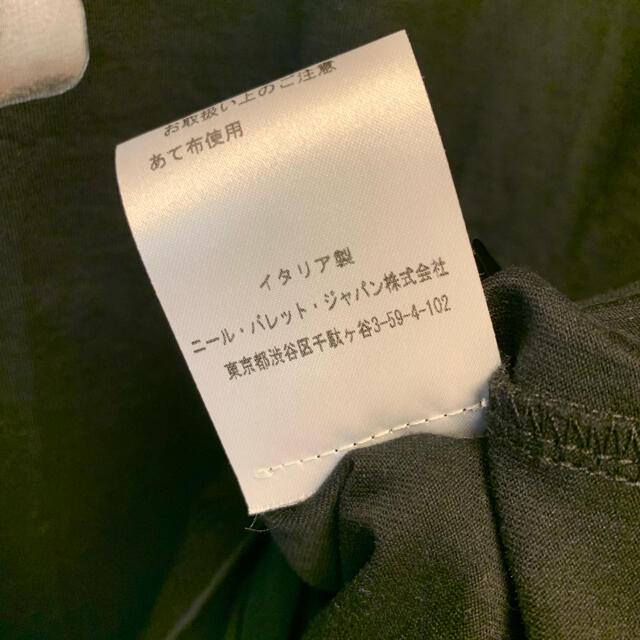 お取扱い上のご注意
あて布使用
イタリア製
ニール・バレット・ジャパン株式会社
東京都渋谷区千駄ケ谷3-59-4-102